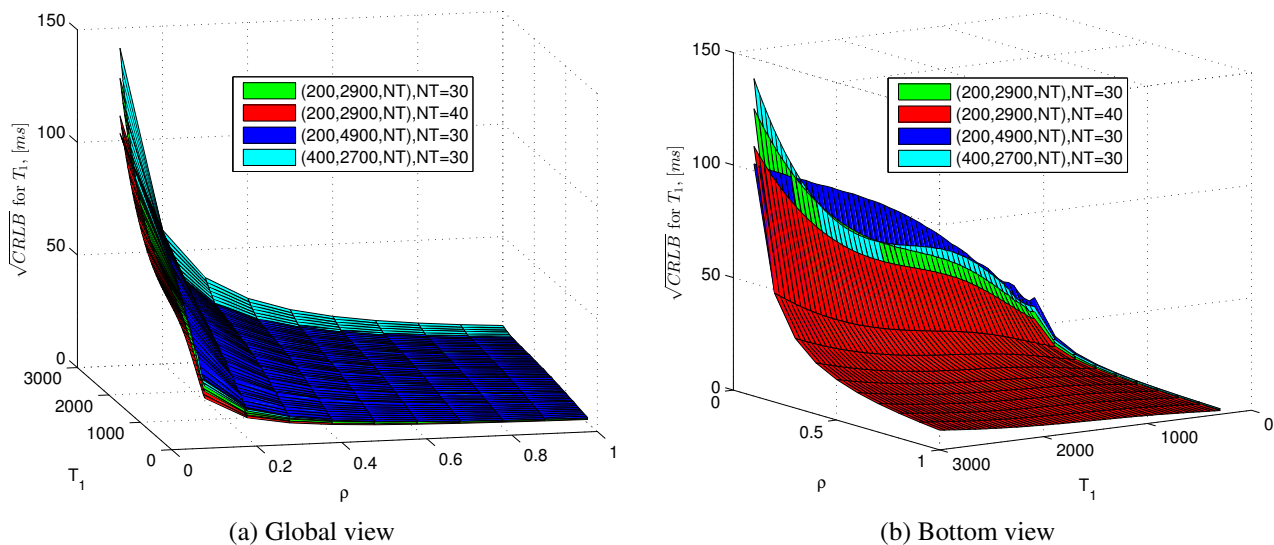 150
100
50
0
3000
2000
1000
0
0
0.2
0.4
0.6
0.8
1
T1
ρ
√CRLB for T1, [ms]
(200,2900,NT),NT=30
(200,2900,NT),NT=40
(200,4900,NT),NT=30
(400,2700,NT),NT=30
(a) Global view
150
100
50
0
0
0.5
1
3000
2000
1000
0
ρ
T1
√CRLB for T1, [ms]
(200,2900,NT),NT=30
(200,2900,NT),NT=40
(200,4900,NT),NT=30
(400,2700,NT),NT=30
(b) Bottom view